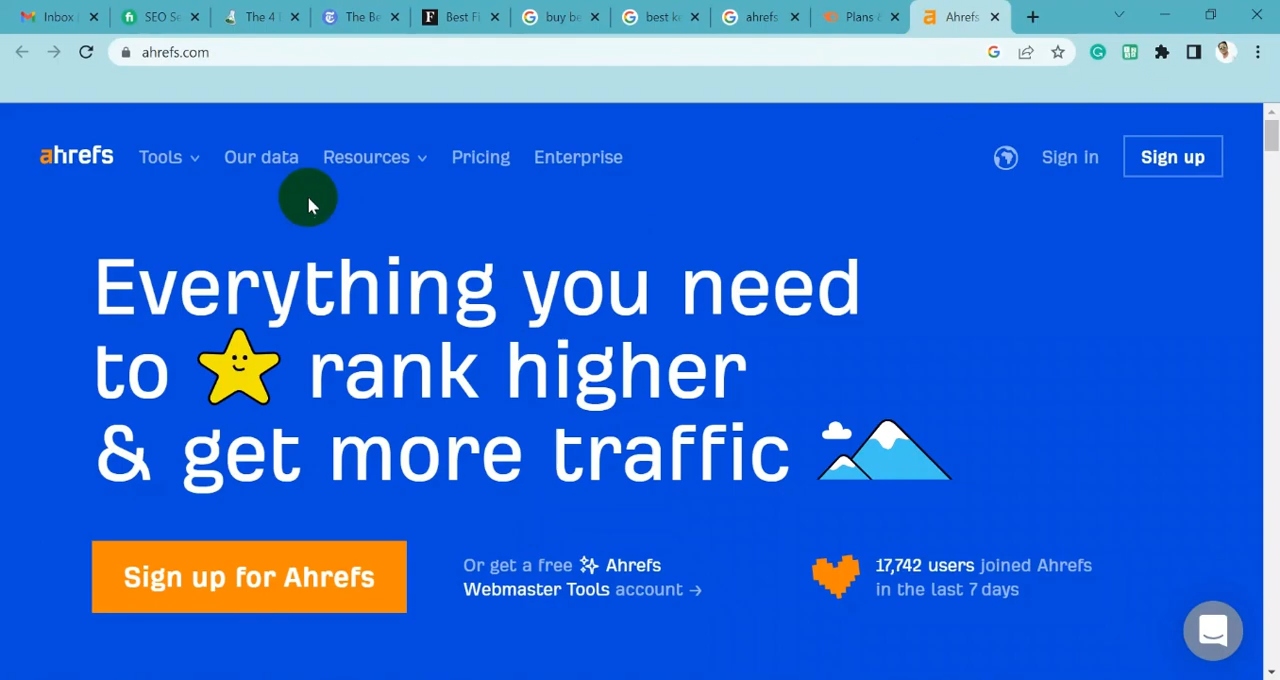 Inbox
SEO Se
The 4
The Be
Best Fi
buy be
best k
ahrefs
Plans
Ahrefs
ahrefs.com
ahrefs
Tools
Our data
Resources
Pricing
Enterprise
Sign in
Sign up
Everything you need
to rank higher
& get more traffic
Sign up for Ahrefs
Or get a free Ahrefs
Webmaster Tools account →
17,742 users joined Ahrefs
in the last 7 days